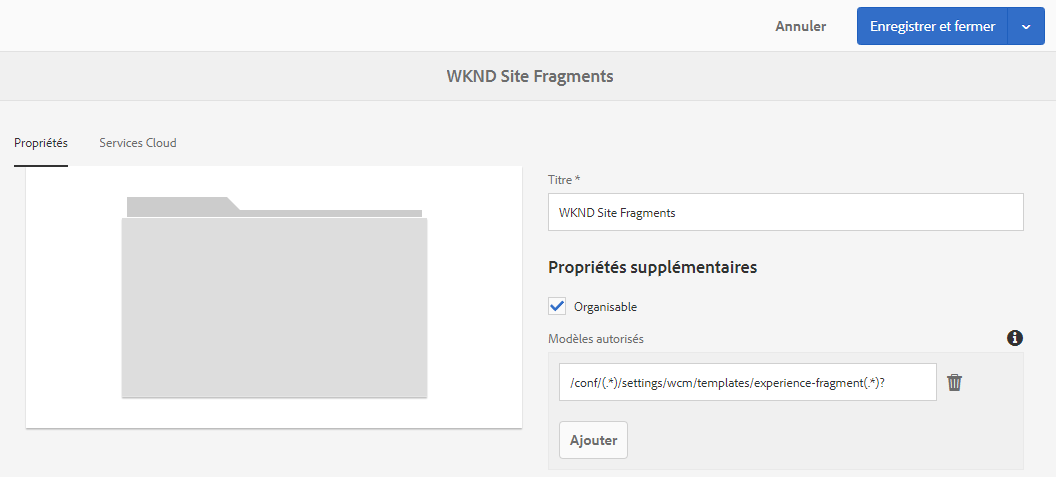 Annuler
Enregistrer et fermer
WKND Site Fragments
Propriétés
Services Cloud
Titre *
WKND Site Fragments
Propriétés supplémentaires
Organisable
Modèles autorisés
/conf/(.*)/settings/wcm/templates/experience-fragment(.*)?
Ajouter